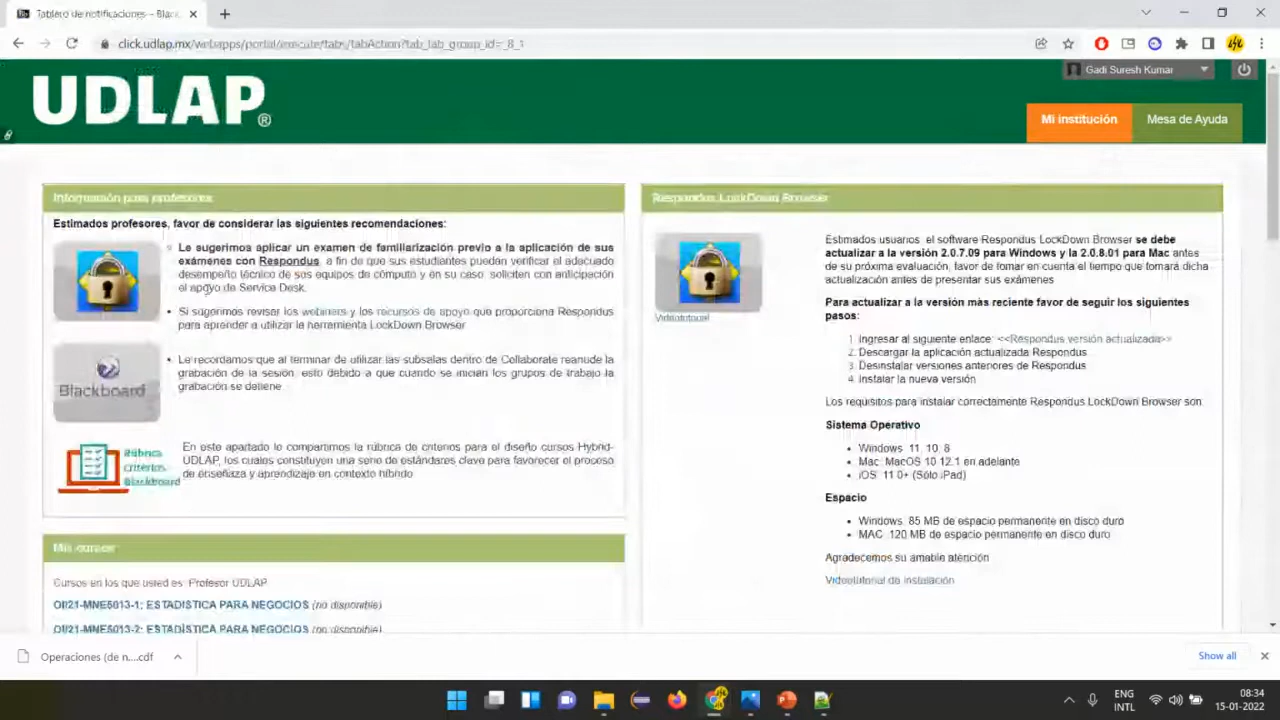 Tablero de notificaciones – Black
click.udlap.mx/webapps/portal/execute/tabs/tabAction?tab_tab_group_id=_8_1
UDLAP®
Gadi Suresh Kumar
Mi institución
Mesa de Ayuda
Información para profesores
Estimados profesores, favor de considerar las siguientes recomendaciones:
Le sugerimos aplicar un examen de familiarización previo a la aplicación de sus
exámenes con Respondus, a fin de que sus estudiantes puedan verificar el adecuado
desempeño técnico de sus equipos de cómputo y en su caso, soliciten con anticipación
el apoyo de Service Desk.
Si sugerimos revisar los webinars y los recursos de apoyo que proporciona Respondus
para aprender a utilizar la herramienta LockDown Browser
Blackboard
Le recordamos que al terminar de utilizar las subsalas dentro de Collaborate reanude la
grabación de la sesión, esto debido a que cuando se inician los grupos de trabajo la
grabación se detiene.
Rúbrica
criterios
Blackboard
En este apartado le compartimos la rúbrica de criterios para el diseño cursos Hybrid-
UDLAP, los cuales constituyen una serie de estándares clave para favorecer el proceso
de enseñaza y aprendizaje en contexto híbrido
Mis cursos
Cursos en los que usted es: Profesor UDLAP
OII21-MNE5013-1: ESTADÍSTICA PARA NEGOCIOS (no disponible)
OII21-MNE5013-2: ESTADÍSTICA PARA NEGOCIOS (no disponible)
Respondus LockDown Browser
Videotutorial
Estimados usuarios, el software Respondus LockDown Browser se debe
actualizar a la versión 2.0.7.09 para Windows y la 2.0.8.01 para Mac antes
de su próxima evaluación, favor de tomar en cuenta el tiempo que tomará dicha
actualización antes de presentar sus exámenes
Para actualizar a la versión más reciente favor de seguir los siguientes
pasos:
1. Ingresar al siguiente enlace: <<Respondus versión actualizada>>
2. Descargar la aplicación actualizada Respondus
3. Desinstalar versiones anteriores de Respondus
4. Instalar la nueva versión
Los requisitos para instalar correctamente Respondus LockDown Browser son:
Sistema Operativo
Windows: 11, 10, 8
Mac: MacOS 10.12.1 en adelante
iOS: 11.0+ (Sólo iPad)
Espacio
Windows: 85 MB de espacio permanente en disco duro
MAC: 120 MB de espacio permanente en disco duro
Agradecemos su amable atención
Videotutorial de instalación
Operaciones (de n....cdf
Show all
ENG
INTL
08:34
15-01-2022